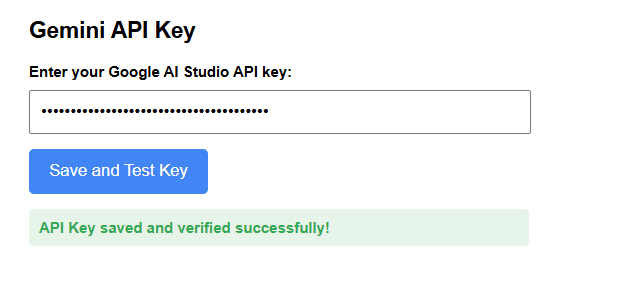 Gemini API Key
Enter your Google AI Studio API key:
Save and Test Key
API Key saved and verified successfully!